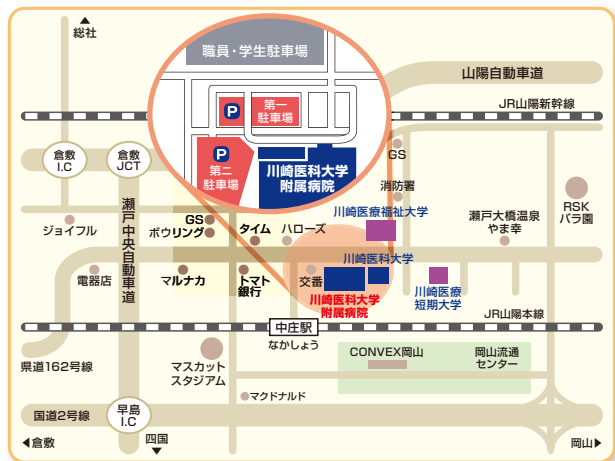 ▲
総社
職員・学生駐車場
山陽自動車道
JR山陽新幹線
P
第一
駐車場
P
第二
駐車場
川崎医科大学
附属病院
倉敷
I.C
倉敷
JCT
GS
消防署
川崎医療福祉大学
RSK
バラ園
瀬戸大橋温泉
やま幸
ジョイフル
瀬戸中央自動車道
GS
ボウリング
タイム
ハローズ
川崎医科大学
電器店
マルナカ
トマト
銀行
交番
川崎医科大学
附属病院
川崎医療
短期大学
JR山陽本線
中庄駅
なかしょう
県道162号線
マスカット
スタジアム
CONVEX岡山
岡山流通
センター
マクドナルド
国道2号線
早島
I.C
◀倉敷
四国
▼
岡山▶